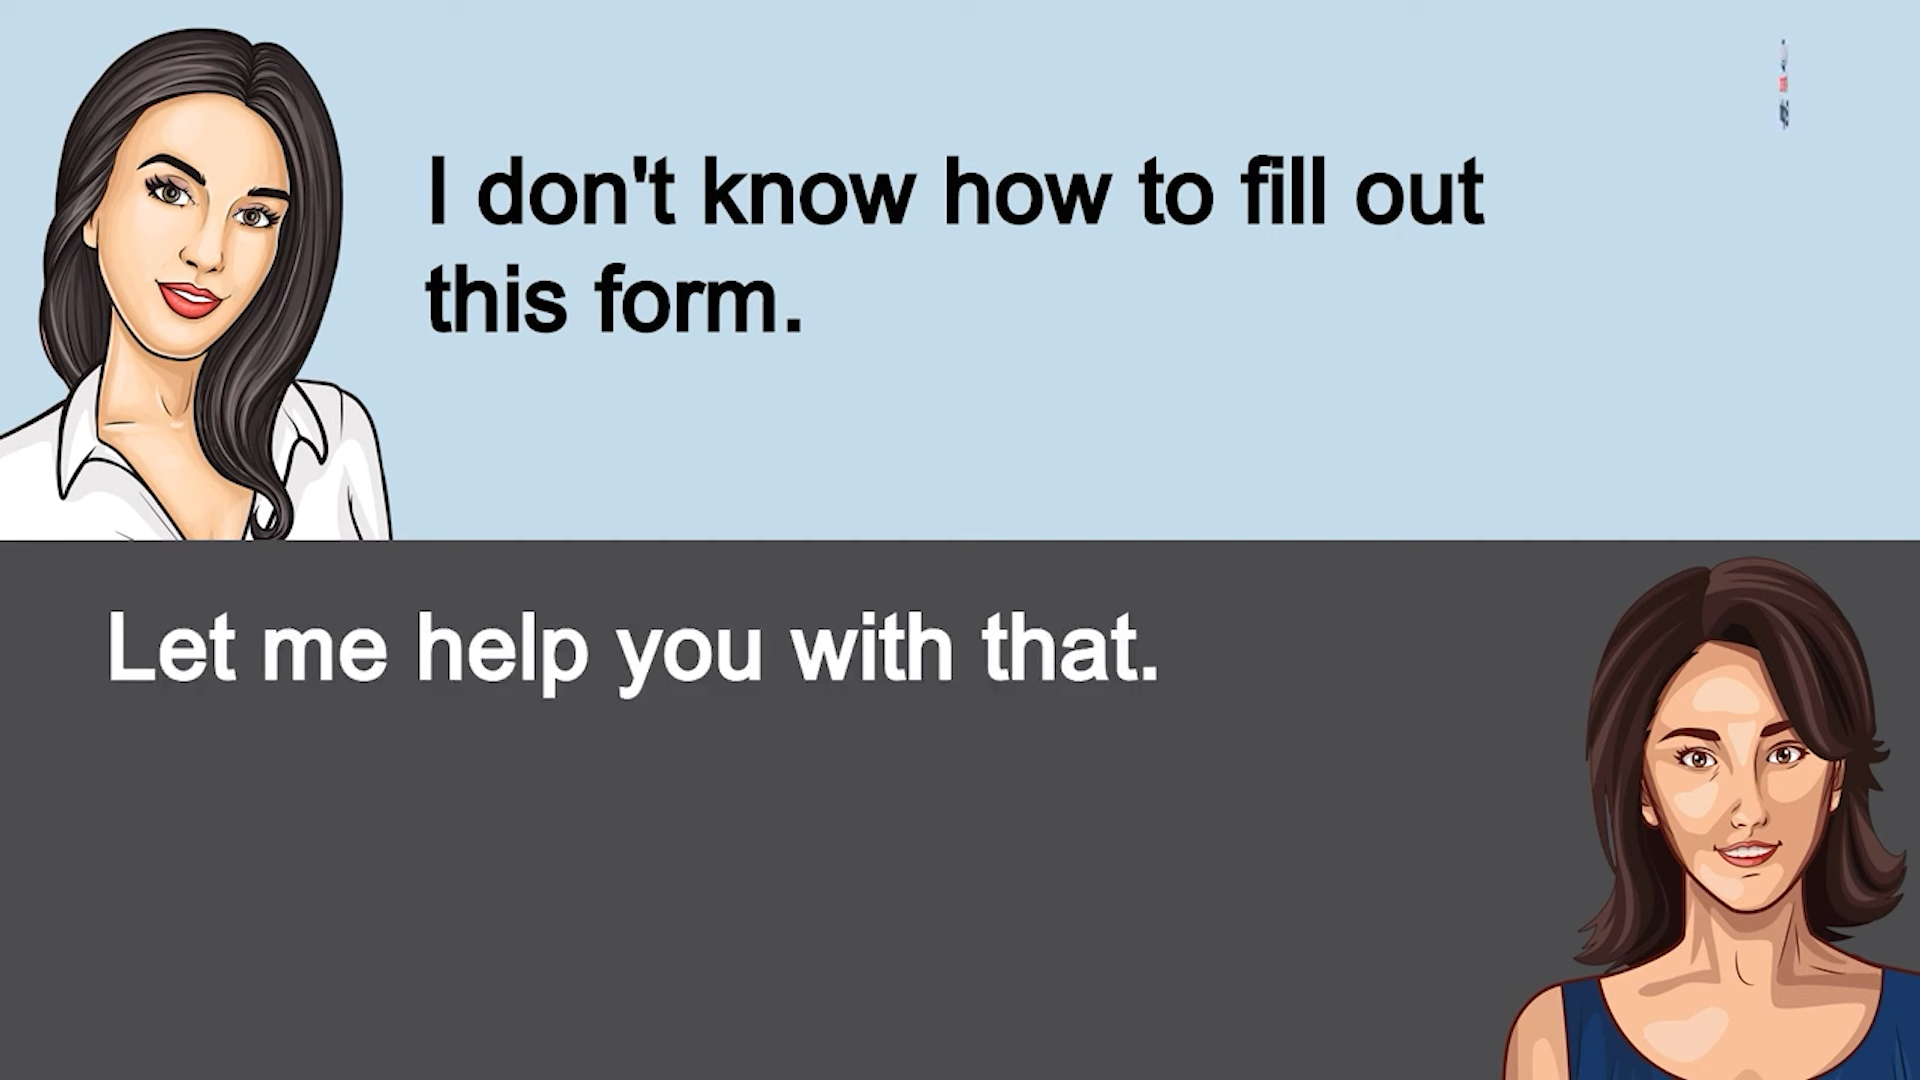 I don't know how to fill out
this form.
Let me help you with that.